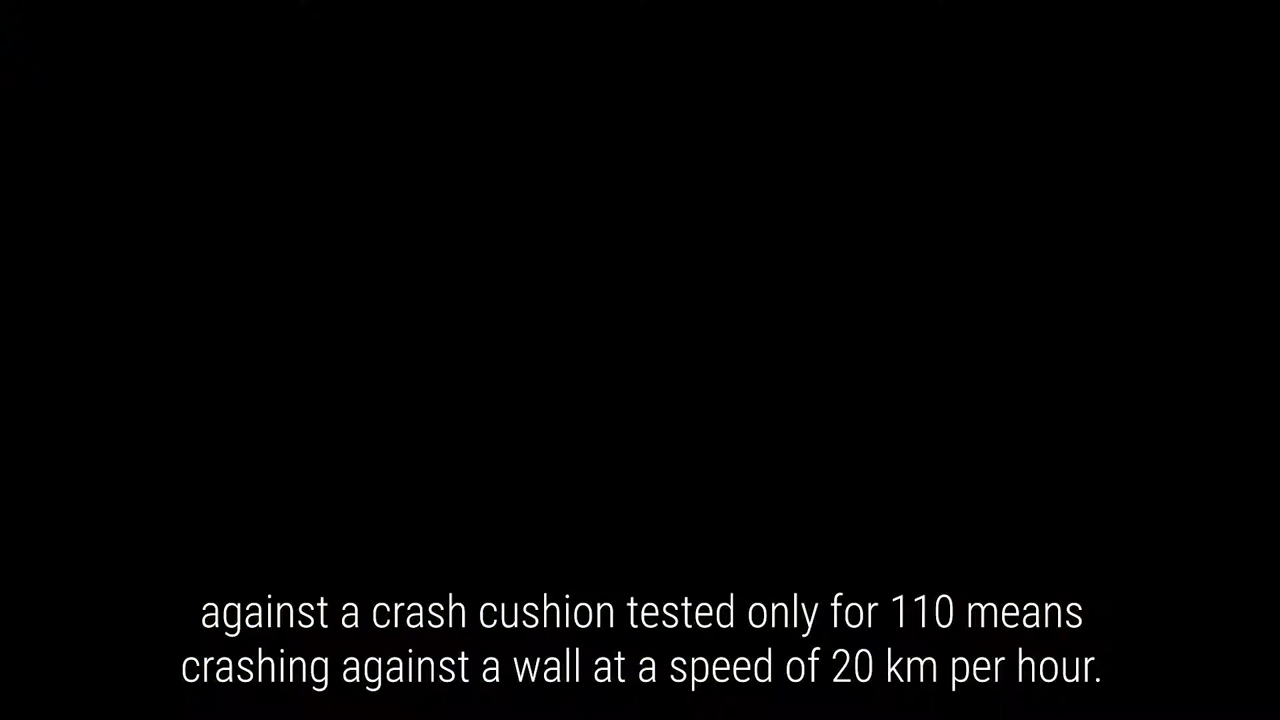 against a crash cushion tested only for 110 means
crashing against a wall at a speed of 20 km per hour.